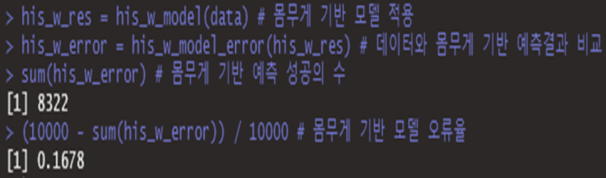 > his_w_res = his_w_model(data) # 몸무게 기반 모델 적용
> his_w_error = his_w_model_error(his_w_res) # 데이터와 몸무게 기반 예측결과 비교
> sum(his_w_error) # 몸무게 기반 예측 성공의 수
[1] 8322
> (10000 - sum(his_w_error)) / 10000 # 몸무게 기반 모델 오류율
[1] 0.1678